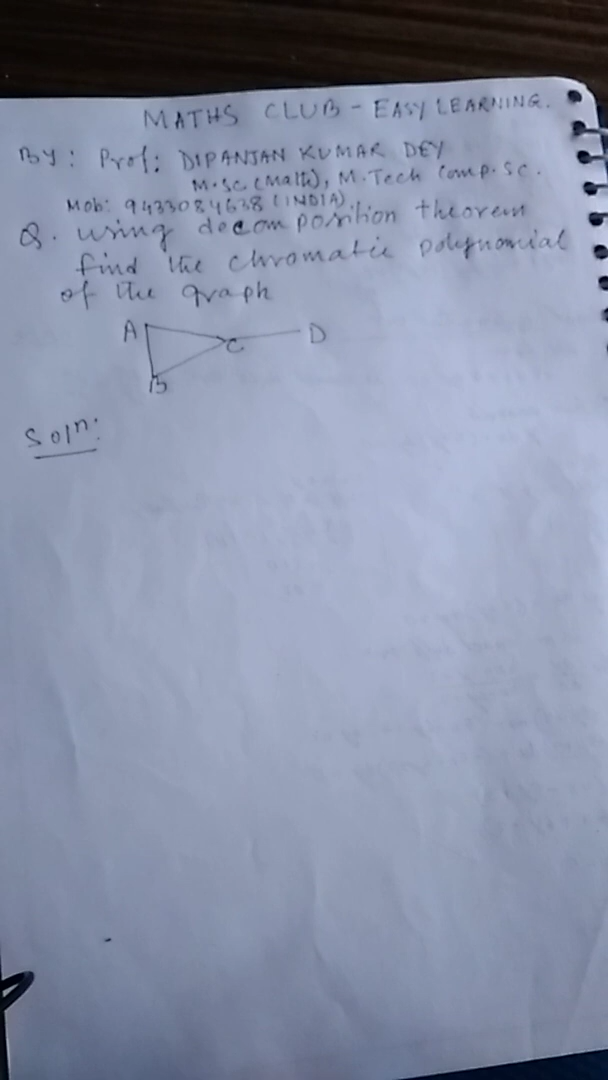 MATHS CLUB - EASY LEARNING.
BY: Prof: DIPANJAN KUMAR DEY
M.Sc (Math), M.Tech Comp. Sc.
Mob: 9433084638 (INDIA).
Q. Using decomposition theorem
find the chromatic polynomial
of the graph
A C D
B
Soln: